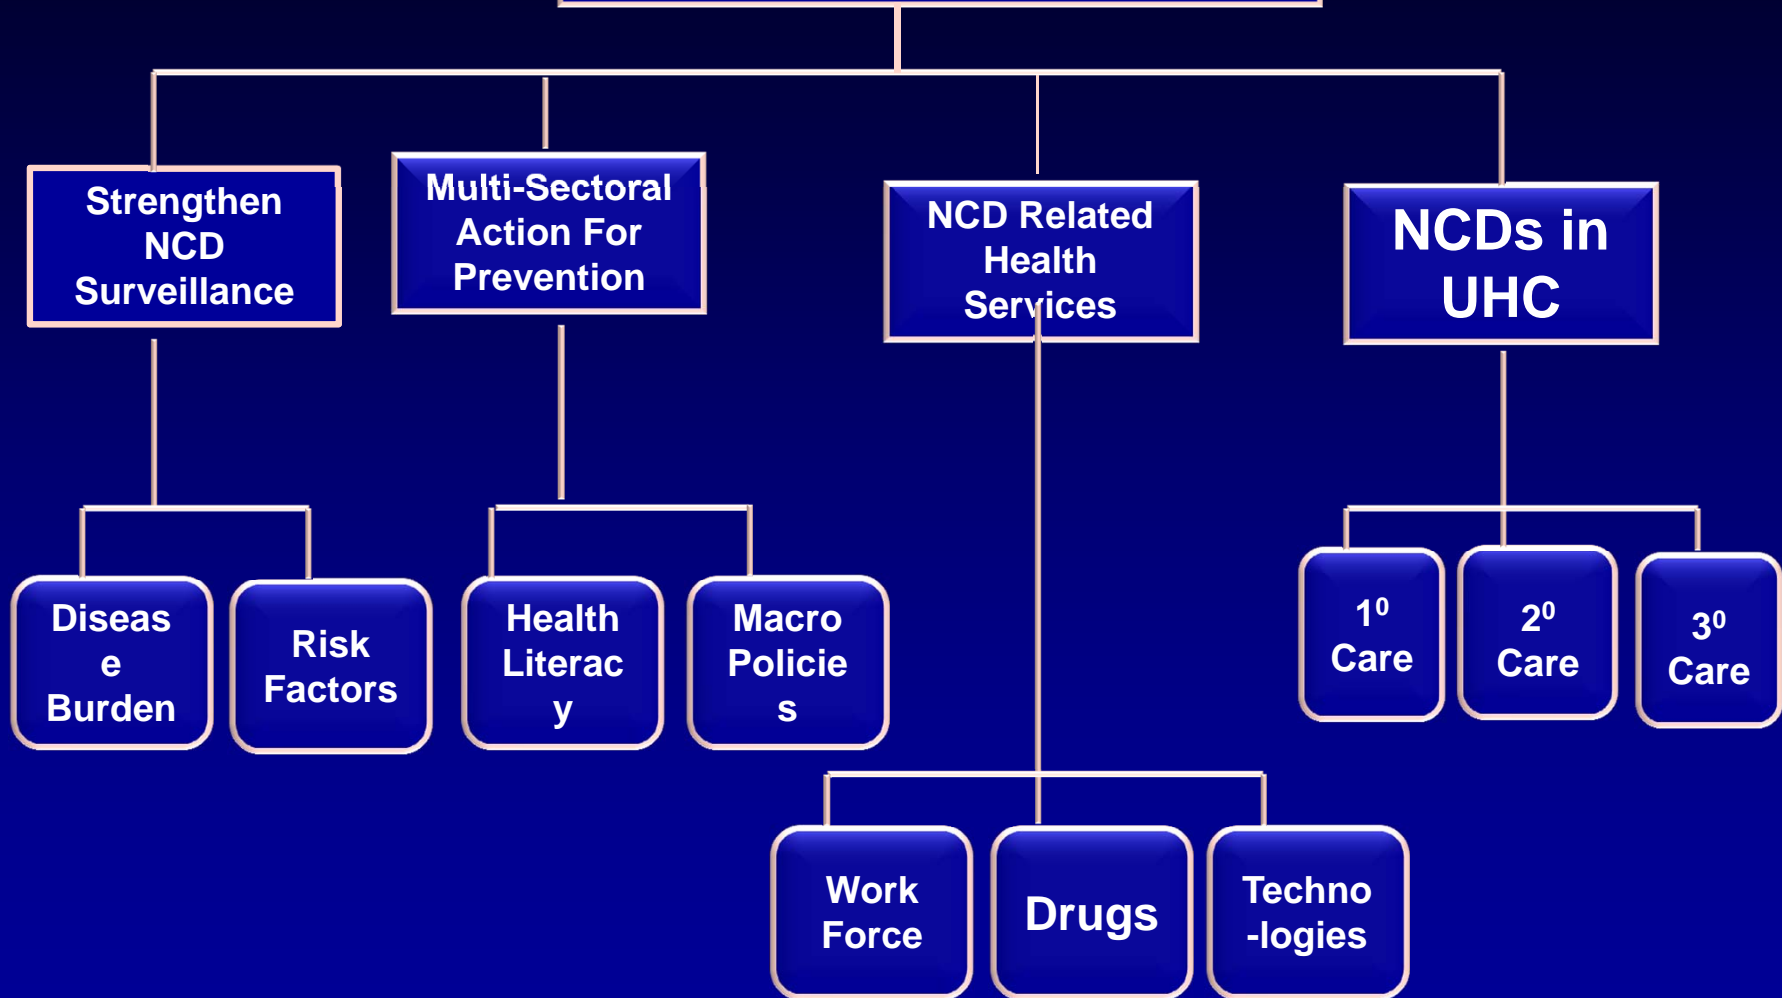 Strengthen
NCD
Surveillance
Multi-Sectoral
Action For
Prevention
NCD Related
Health
Services
NCDs in
UHC
Diseas
e
Burden
Risk
Factors
Health
Literac
y
Macro
Policie
s
1⁰
Care
2⁰
Care
3⁰
Care
Work
Force
Drugs
Techno
-logies